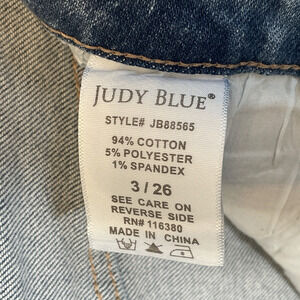 JUDY BLUE®
STYLE# JB88565
94% COTTON
5% POLYESTER
1% SPANDEX
3 / 26
SEE CARE ON
REVERSE SIDE
RN# 116380
MADE IN CHINA